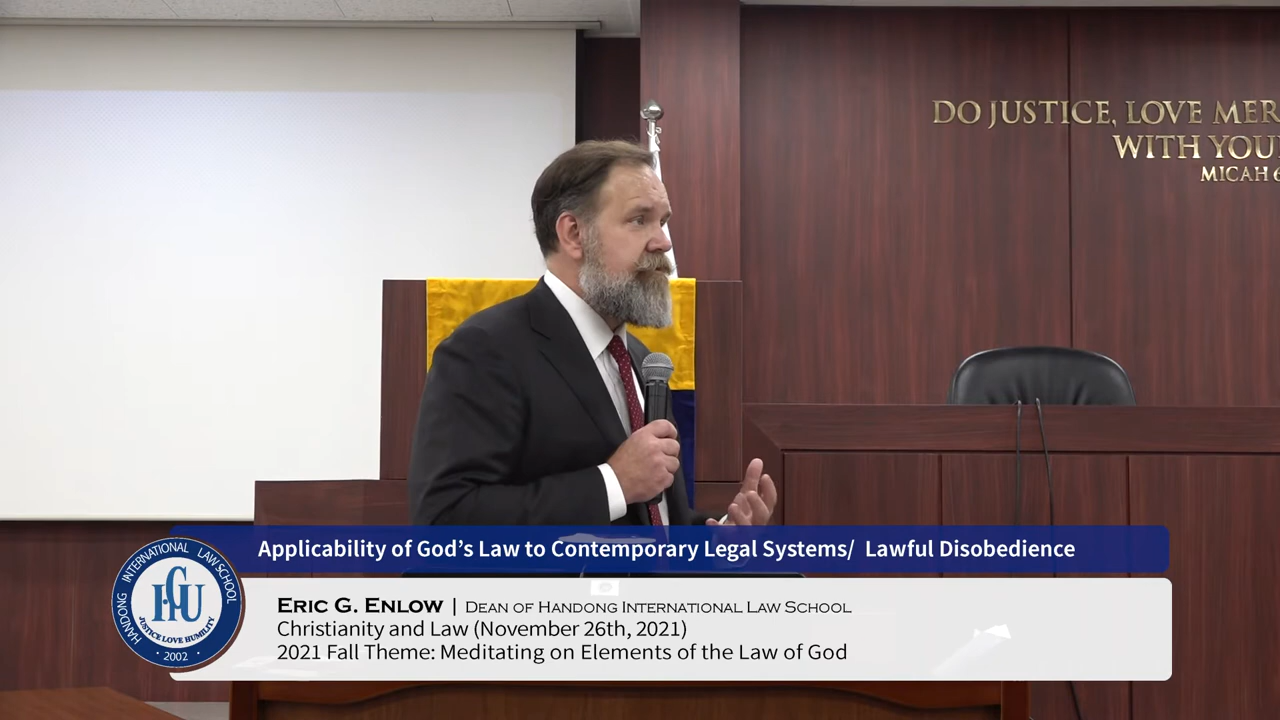 DO JUSTICE, LOVE MER
WITH YOU
MICAH 6
Applicability of God's Law to Contemporary Legal Systems/ Lawful Disobedience
HANDONG INTERNATIONAL LAW SCHOOL
HGU
JUSTICE LOVE HUMILITY
· 2002 ·
ERIC G. ENLOW | DEAN OF HANDONG INTERNATIONAL LAW SCHOOL
Christianity and Law (November 26th, 2021)
2021 Fall Theme: Meditating on Elements of the Law of God